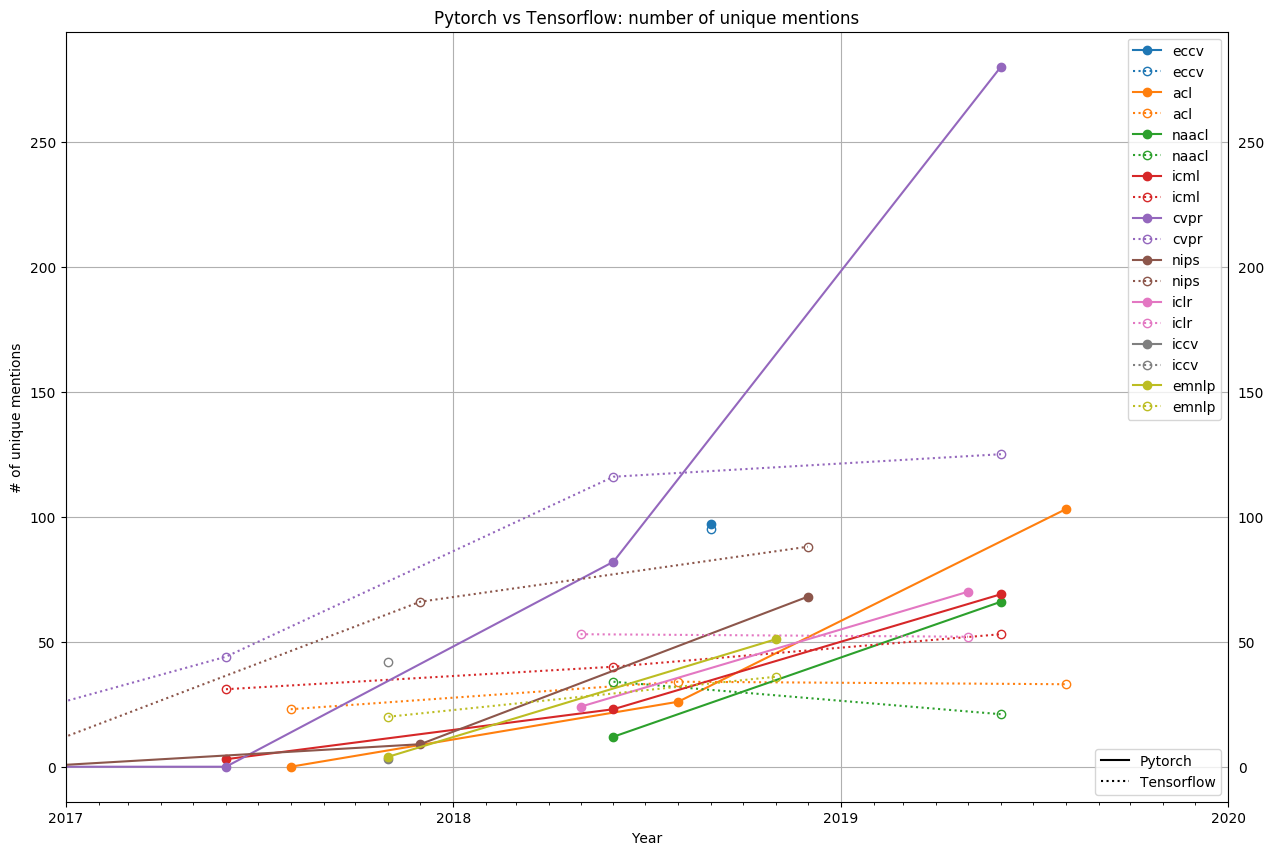 Pytorch vs Tensorflow: number of unique mentions
eccv
eccv
acl
acl
naacl
naacl
icml
icml
cvpr
cvpr
nips
nips
iclr
iclr
iccv
iccv
emnlp
emnlp
250
250
200
200
150
150
# of unique mentions
100
100
50
50
0
0
Pytorch
Tensorflow
2017
2018
2019
2020
Year